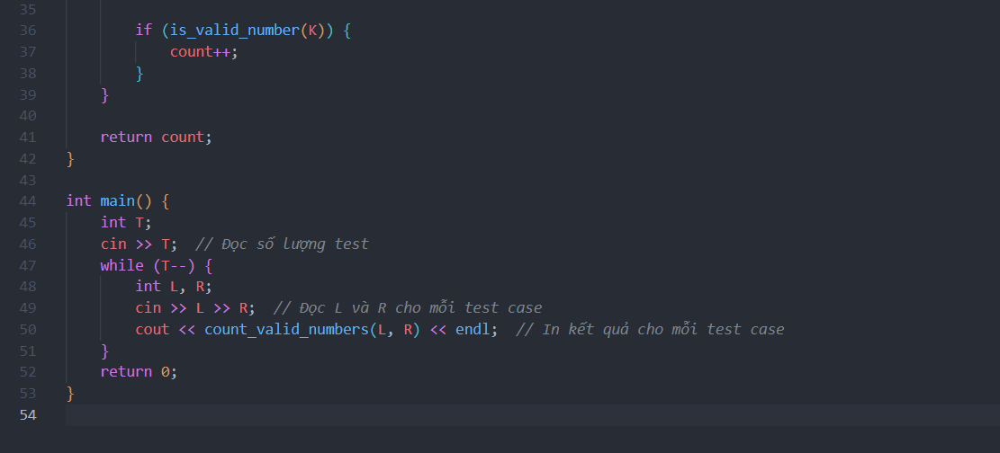 35
36 if (is_valid_number(K)) {
37 count++;
38 }
39 }
40
41 return count;
42 }
43
44 int main() {
45 int T;
46 cin >> T;  // Đọc số lượng test
47 while (T--) {
48 int L, R;
49 cin >> L >> R;  // Đọc L và R cho mỗi test case
50 cout << count_valid_numbers(L, R) << endl;  // In kết quả cho mỗi test case
51 }
52 return 0;
53 }
54